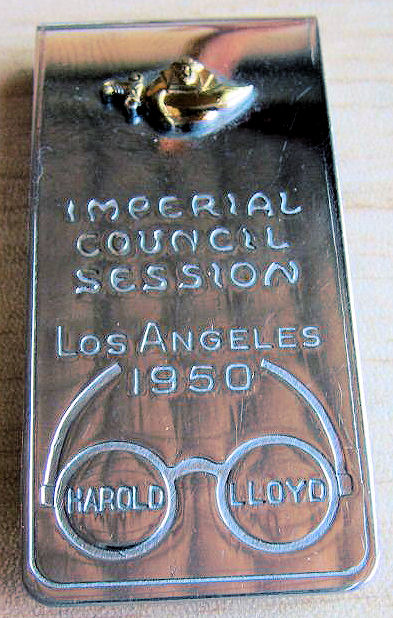 IMPERIAL
COUNCIL
SESSION
LOS ANGELES
1950
HAROLD LLOYD